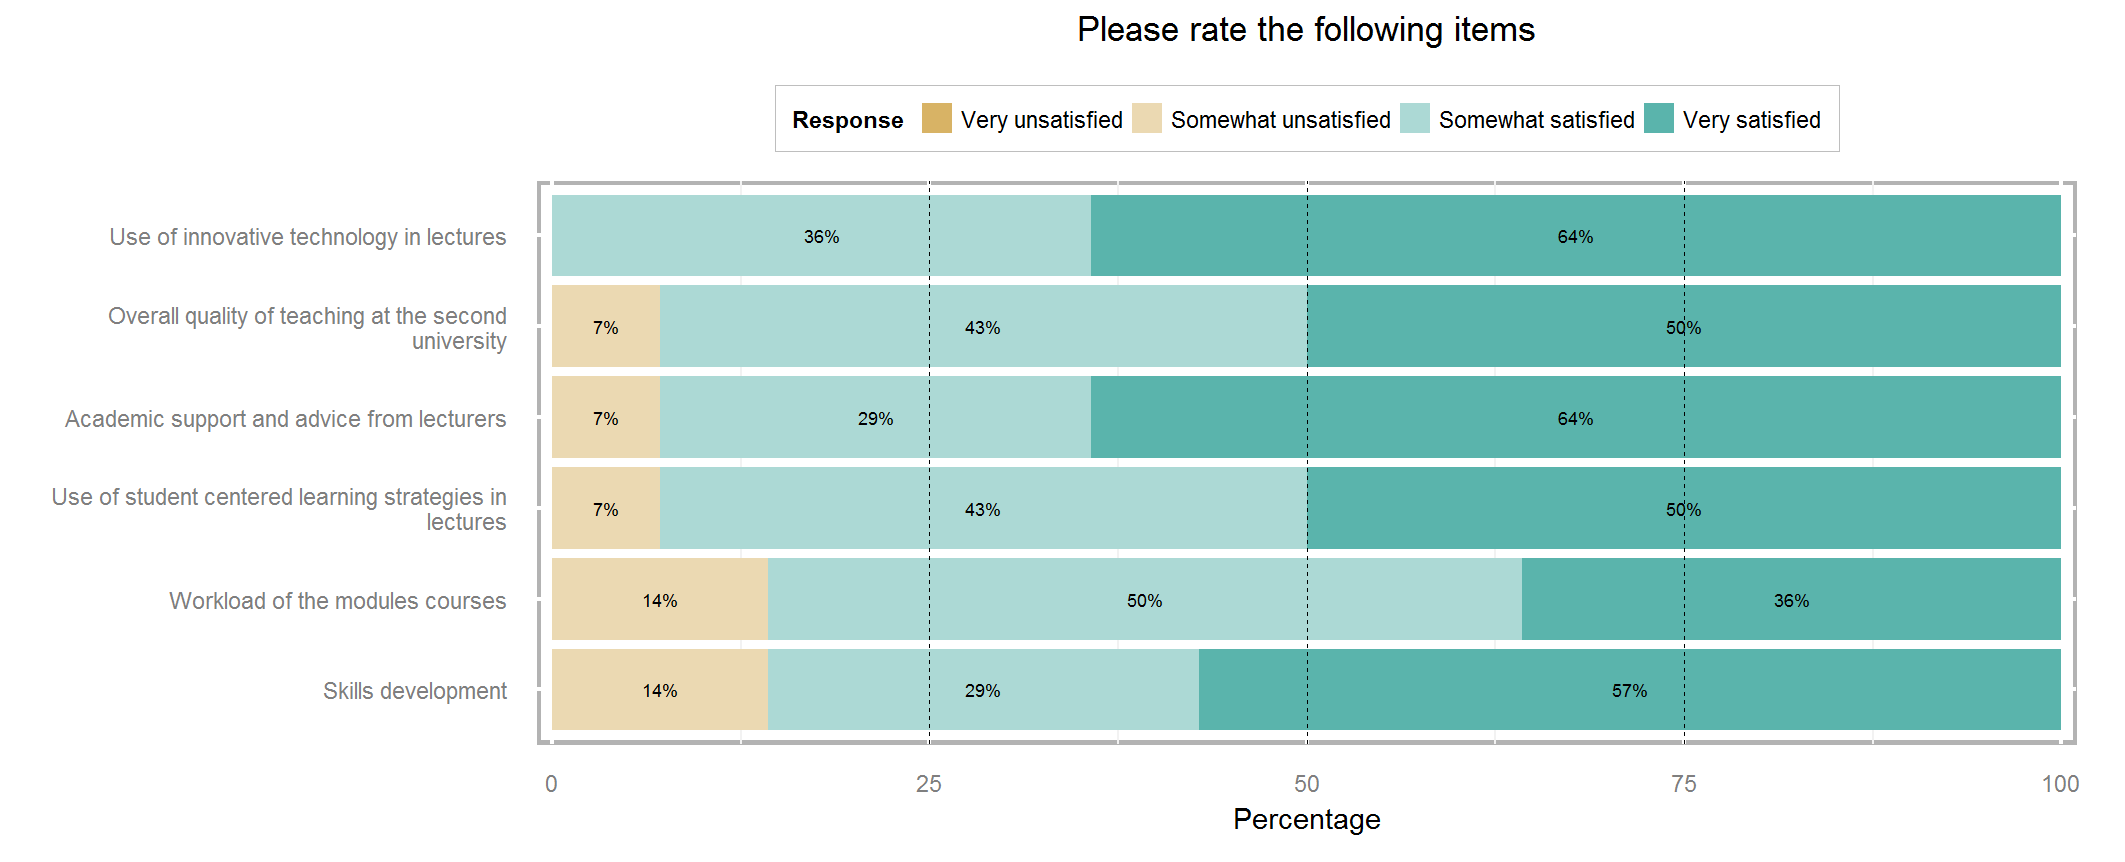 Please rate the following items
Response Very unsatisfied Somewhat unsatisfied Somewhat satisfied Very satisfied
Use of innovative technology in lectures 36% 64%
Overall quality of teaching at the second
university
7% 43% 50%
Academic support and advice from lecturers 7% 29% 64%
Use of student centered learning strategies in
lectures
7% 43% 50%
Workload of the modules courses 14% 50% 36%
Skills development 14% 29% 57%
0 25 50 75 100
Percentage